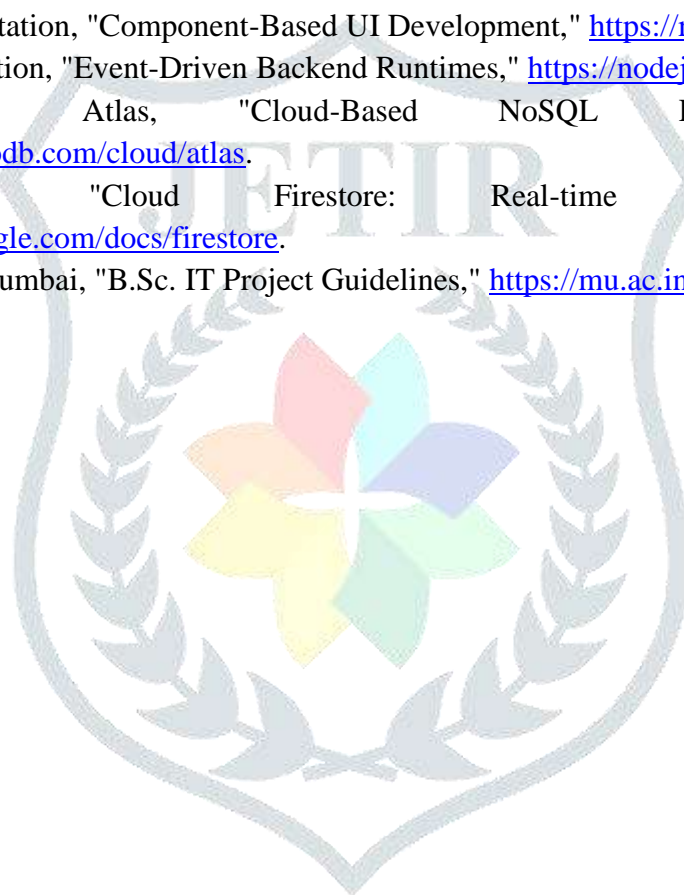 tation, "Component-Based UI Development," https://r
tion, "Event-Driven Backend Runtimes," https://nodej
Atlas, "Cloud-Based NoSQL
odb.com/cloud/atlas.
JETIR
"Cloud Firestore: Real-time
gle.com/docs/firestore.
umbai, "B.Sc. IT Project Guidelines," https://mu.ac.in